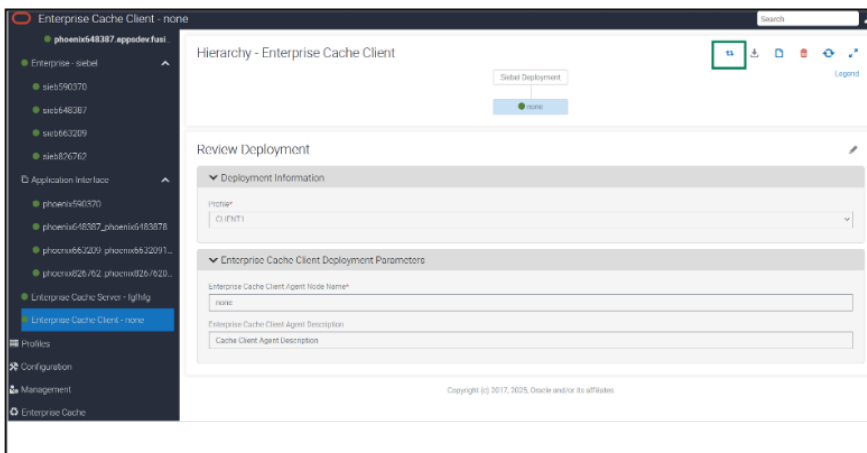 Enterprise Cache Client - none
Search
phoenix648387.appsdev.fusi..
Enterprise - siebel
sieb590370
sieb648387
sieb663209
sieb826762
Application Interface
phoenix590370
phoenix648387_phoenix6483878
phoenix663209_phoenix6632091...
phoenix826762_phoenix8267620...
Enterprise Cache Server - fgfhfg
Enterprise Cache Client - none
Profiles
Configuration
Management
Enterprise Cache
Hierarchy - Enterprise Cache Client
Legend
Siebel Deployment
none
Review Deployment
Deployment Information
Profile*
CLIENT1
Enterprise Cache Client Deployment Parameters
Enterprise Cache Client Agent Node Name*
none
Enterprise Cache Client Agent Description
Cache Client Agent Description
Copyright (c) 2017, 2025, Oracle and/or its affiliates